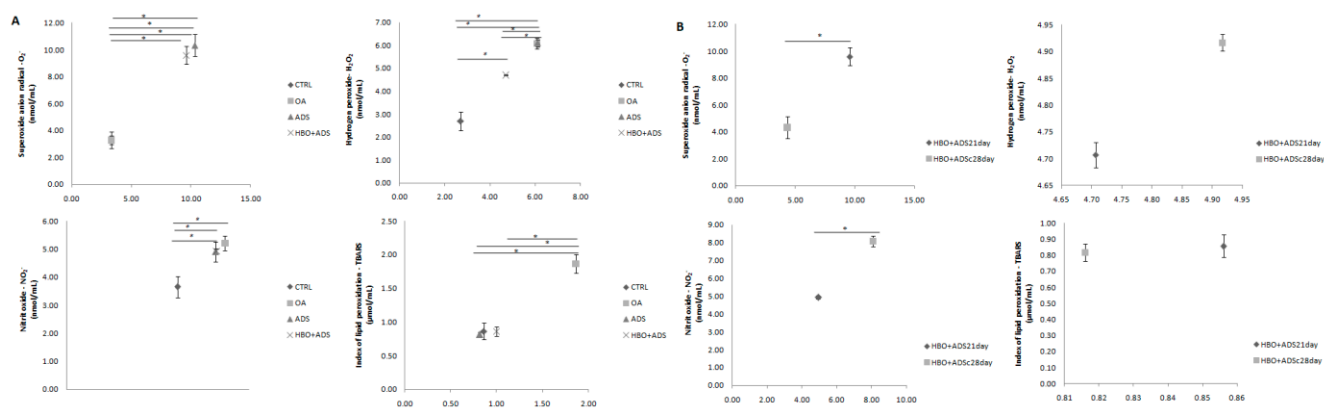 A
Superoxide anion radical -O₂⁻
(nmol/mL)
12.00
10.00
8.00
6.00
4.00
2.00
0.00
0.00 5.00 10.00 15.00
* * * *
CTRL
OA
ADS
HBO+ADS
Hydrogen peroxide- H₂O₂
(nmol/mL)
7.00
6.00
5.00
4.00
3.00
2.00
1.00
0.00
0.00 2.00 4.00 6.00 8.00
CTRL
OA
ADS
HBO+ADS
Nitrit oxide - NO₂⁻
(nmol/mL)
6.00
5.00
4.00
3.00
2.00
1.00
0.00
CTRL
OA
ADS
HBO+ADS
Index of lipid peroxidation - TBARS
(µmol/mL)
2.50
2.00
1.50
1.00
0.50
0.00
0.00 1.00 2.00
CTRL
OA
ADS
HBO+ADS
B
Superoxide anion radical -O₂⁻
(nmol/mL)
12.00
10.00
8.00
6.00
4.00
2.00
0.00
0.00 5.00 10.00 15.00
*
HBO+ADS21day
HBO+ADSc28day
Hydrogen peroxide- H₂O₂
(nmol/mL)
4.95
4.90
4.85
4.80
4.75
4.70
4.65
4.65 4.70 4.75 4.80 4.85 4.90 4.95
HBO+ADS21day
HBO+ADSc28day
Nitrit oxide - NO₂⁻
(nmol/mL)
9.00
8.00
7.00
6.00
5.00
4.00
3.00
2.00
1.00
0.00
0.00 2.00 4.00 6.00 8.00 10.00
*
HBO+ADS21day
HBO+ADSc28day
Index of lipid peroxidation - TBARS
(µmol/mL)
1.00
0.90
0.80
0.70
0.60
0.50
0.40
0.30
0.20
0.10
0.00
0.81 0.82 0.83 0.84 0.85 0.86
HBO+ADS21day
HBO+ADSc28day